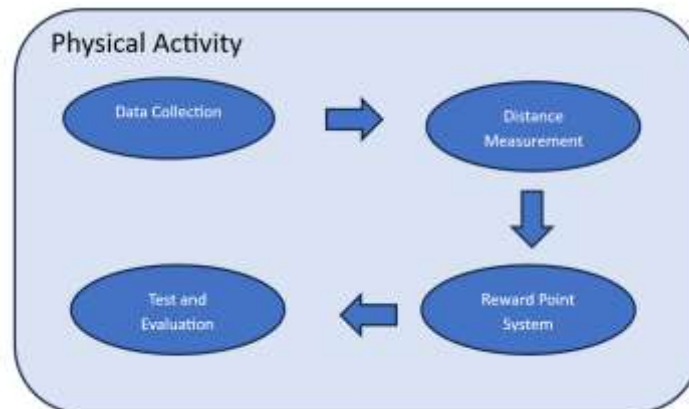 Physical Activity
Data Collection
Distance
Measurement
Reward Point
System
Test and
Evaluation